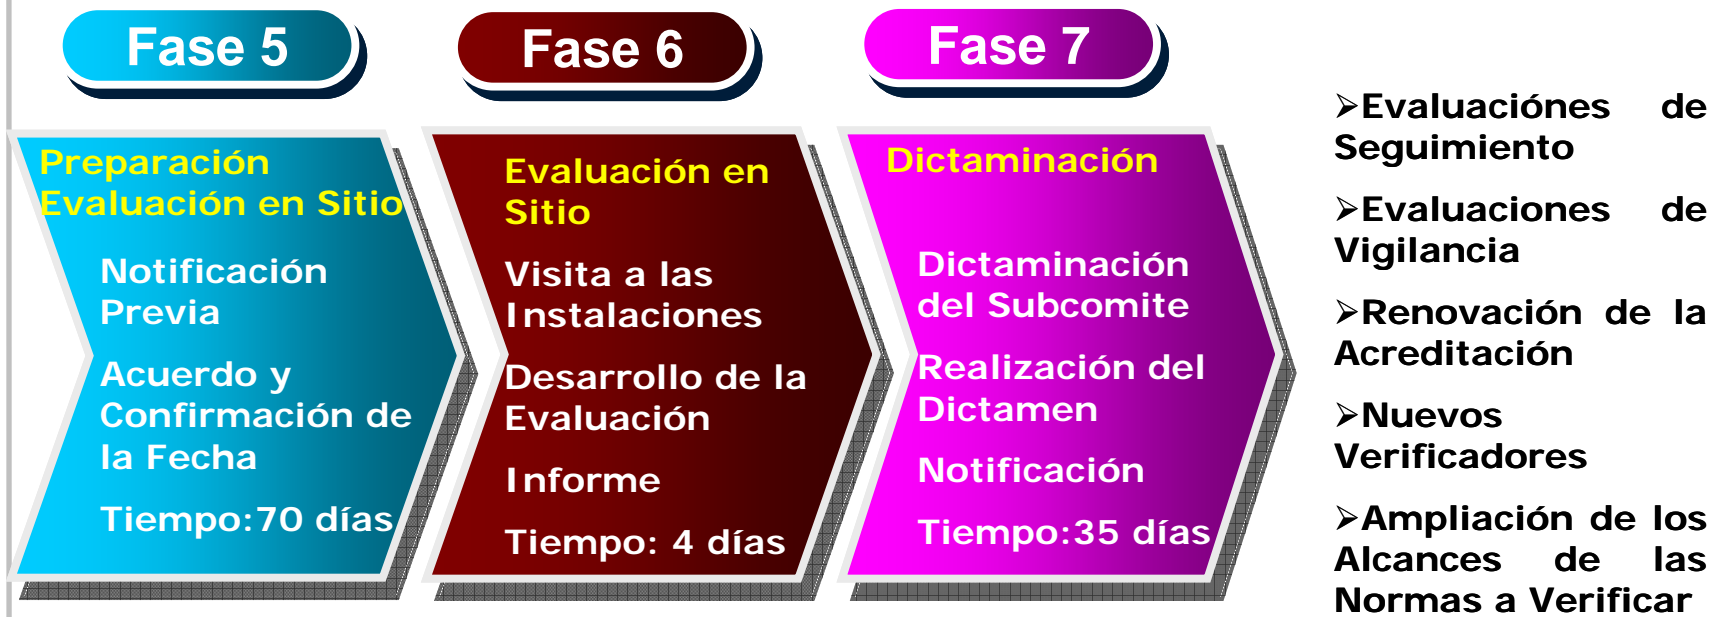 Fase 5
Preparación
Evaluación en Sitio
Notificación
Previa
Acuerdo y
Confirmación de
la Fecha
Tiempo:70 días
Fase 6
Evaluación en
Sitio
Visita a las
Instalaciones
Desarrollo de la
Evaluación
Informe
Tiempo: 4 días
Fase 7
Dictaminación
Dictaminación
del Subcomite
Realización del
Dictamen
Notificación
Tiempo:35 días
➢Evaluaciónes de
Seguimiento
➢Evaluaciones de
Vigilancia
➢Renovación de la
Acreditación
➢Nuevos
Verificadores
➢Ampliación de los
Alcances de las
Normas a Verificar